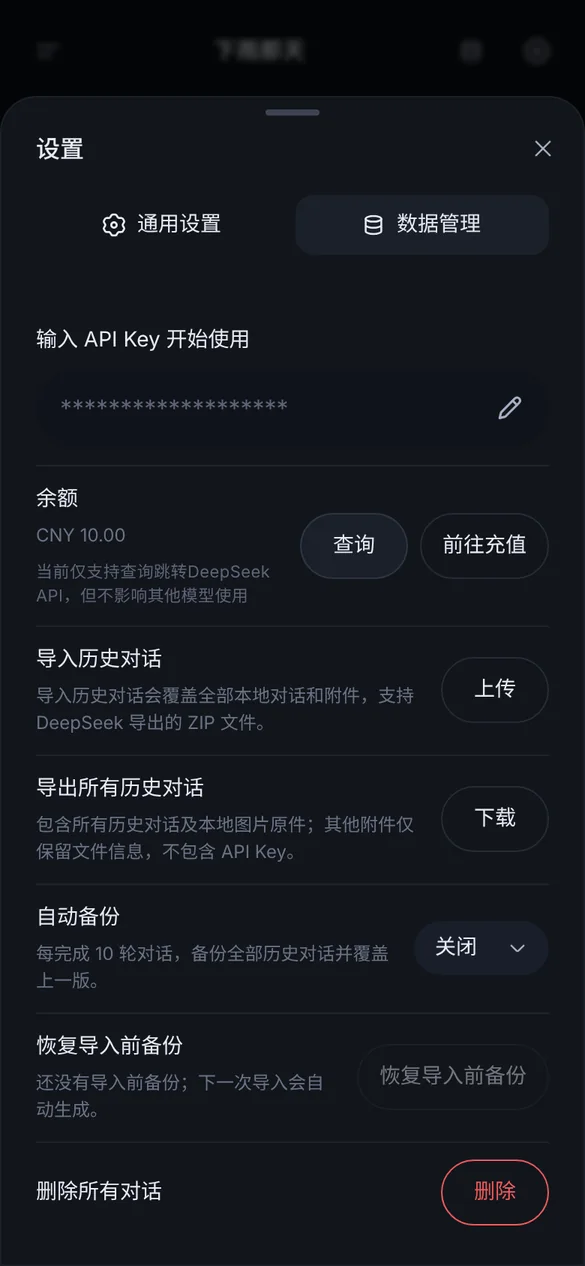 设置
通用设置
数据管理
输入 API Key 开始使用
*******************
余额
CNY 10.00
当前仅支持查询跳转DeepSeek
API，但不影响其他模型使用
查询
前往充值
导入历史对话
导入历史对话会覆盖全部本地对话和附件，支持
DeepSeek 导出的 ZIP 文件。
上传
导出所有历史对话
包含所有历史对话及本地图片原件；其他附件仅
保留文件信息，不包含 API Key。
下载
自动备份
每完成 10 轮对话，备份全部历史对话并覆盖
上一版。
关闭
恢复导入前备份
还没有导入前备份；下一次导入会自
动生成。
恢复导入前备份
删除所有对话
删除